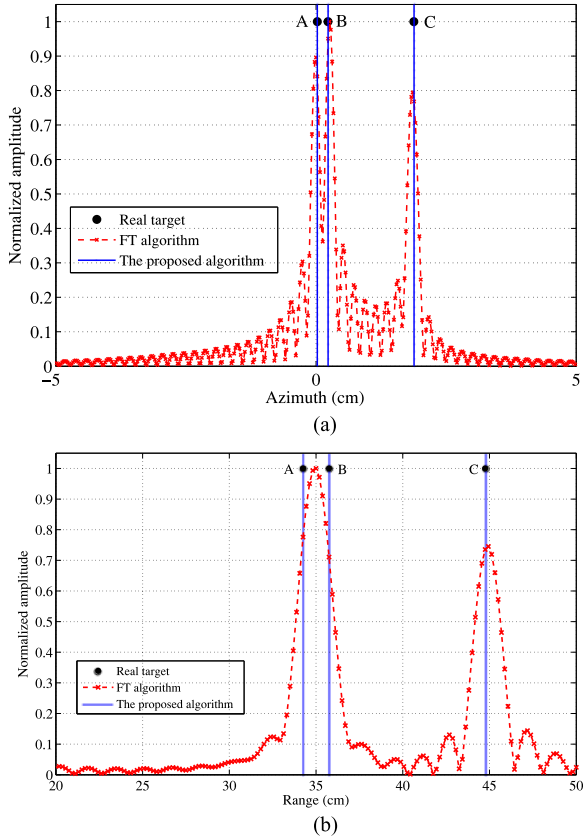 A B C
1
0.9
0.8
0.7
0.6
0.5
0.4
0.3
0.2
0.1
0
Normalized amplitude
Real target
FT algorithm
The proposed algorithm
−5 0 5
Azimuth (cm)
(a)
A B C
1
0.9
0.8
0.7
0.6
0.5
0.4
0.3
0.2
0.1
0
Normalized amplitude
Real target
FT algorithm
The proposed algorithm
20 25 30 35 40 45 50
Range (cm)
(b)